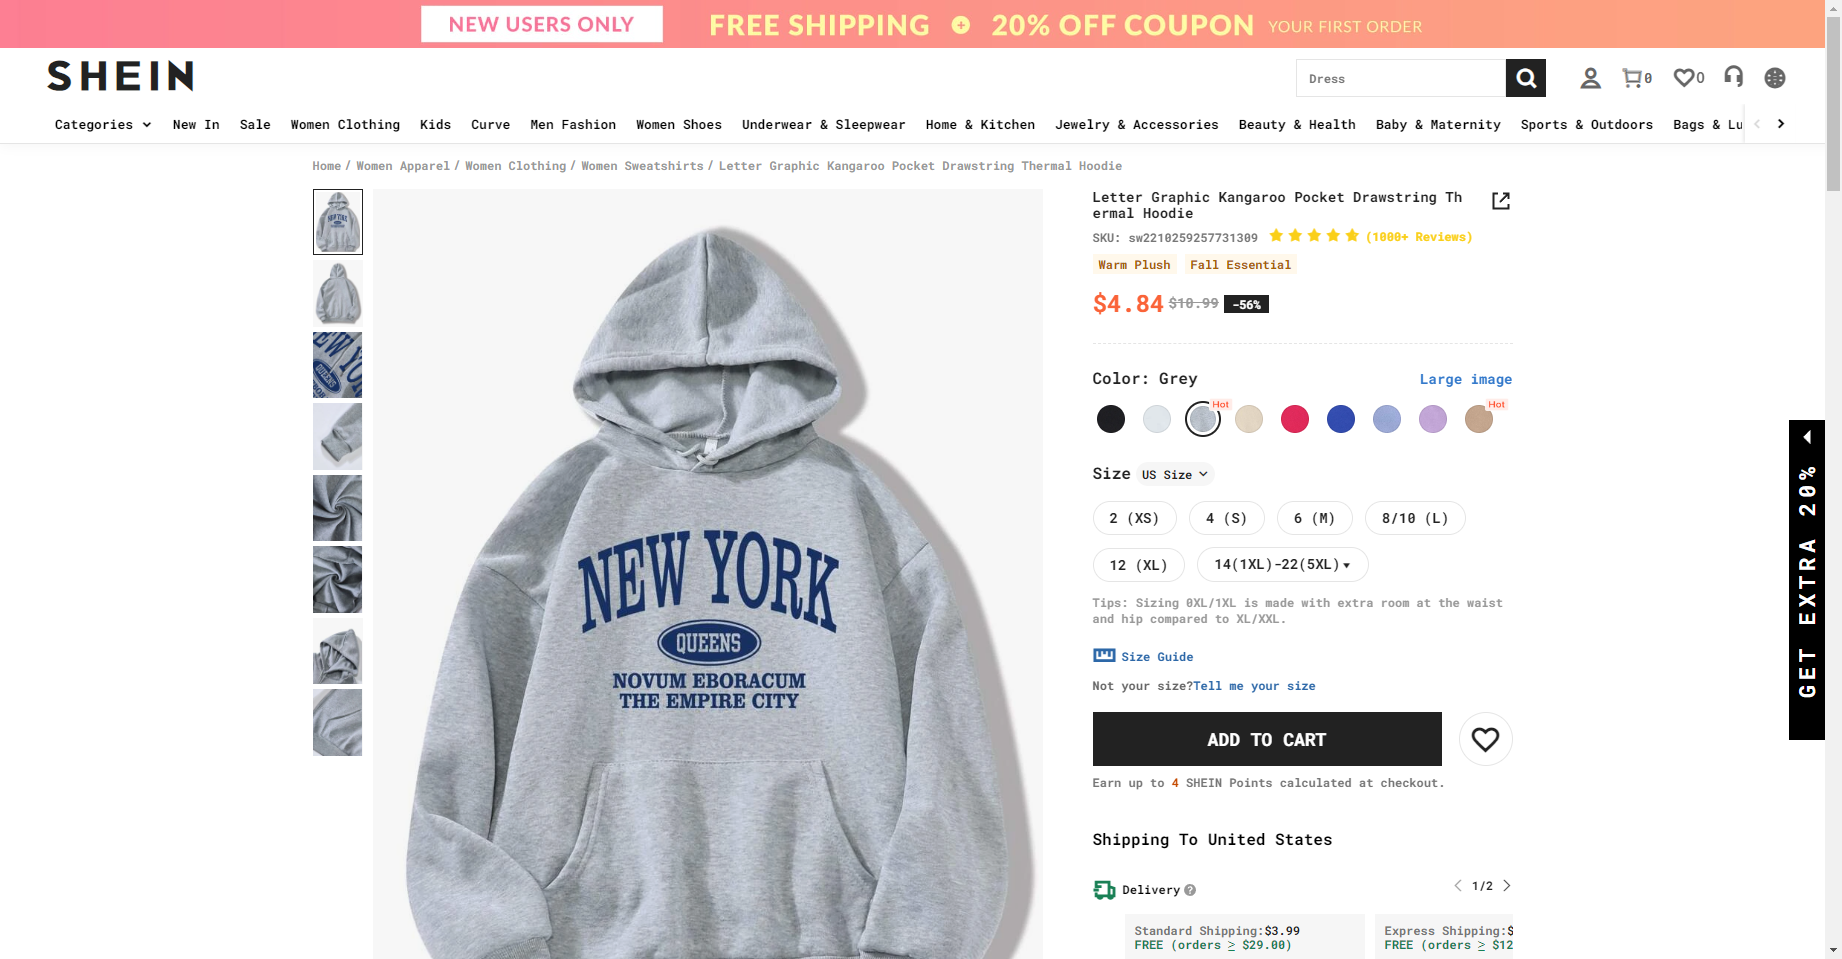 NEW USERS ONLY
FREE SHIPPING + 20% OFF COUPON YOUR FIRST ORDER
SHEIN
Dress
0
0
Categories New In Sale Women Clothing Kids Curve Men Fashion Women Shoes Underwear & Sleepwear Home & Kitchen Jewelry & Accessories Beauty & Health Baby & Maternity Sports & Outdoors Bags & Lu
Home / Women Apparel / Women Clothing / Women Sweatshirts / Letter Graphic Kangaroo Pocket Drawstring Thermal Hoodie
NEW YORK
QUEENS
NOVUM EBORACUM
THE EMPIRE CITY
Letter Graphic Kangaroo Pocket Drawstring Th
ermal Hoodie
SKU: sw2210259257731309 (1000+ Reviews)
Warm Plush Fall Essential
$4.84 $10.99 -56%
Color: Grey Large image
Hot Hot
Size US Size
2 (XS) 4 (S) 6 (M) 8/10 (L)
12 (XL) 14(1XL)-22(5XL)
Tips: Sizing 0XL/1XL is made with extra room at the waist
and hip compared to XL/XXL.
Size Guide
Not your size?Tell me your size
ADD TO CART
Earn up to 4 SHEIN Points calculated at checkout.
Shipping To United States
Delivery ? 1/2
Standard Shipping:$3.99
FREE (orders ≥ $29.00)
Express Shipping:$
FREE (orders ≥ $12
GET EXTRA 20%